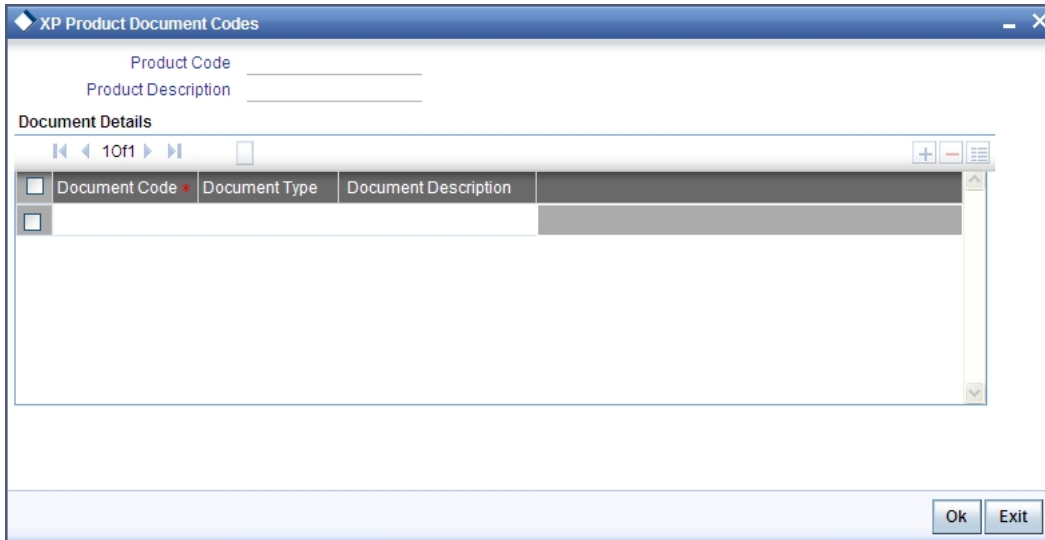 XP Product Document Codes
Product Code
Product Description
Document Details
1Of1
Document Code * Document Type Document Description
Ok Exit